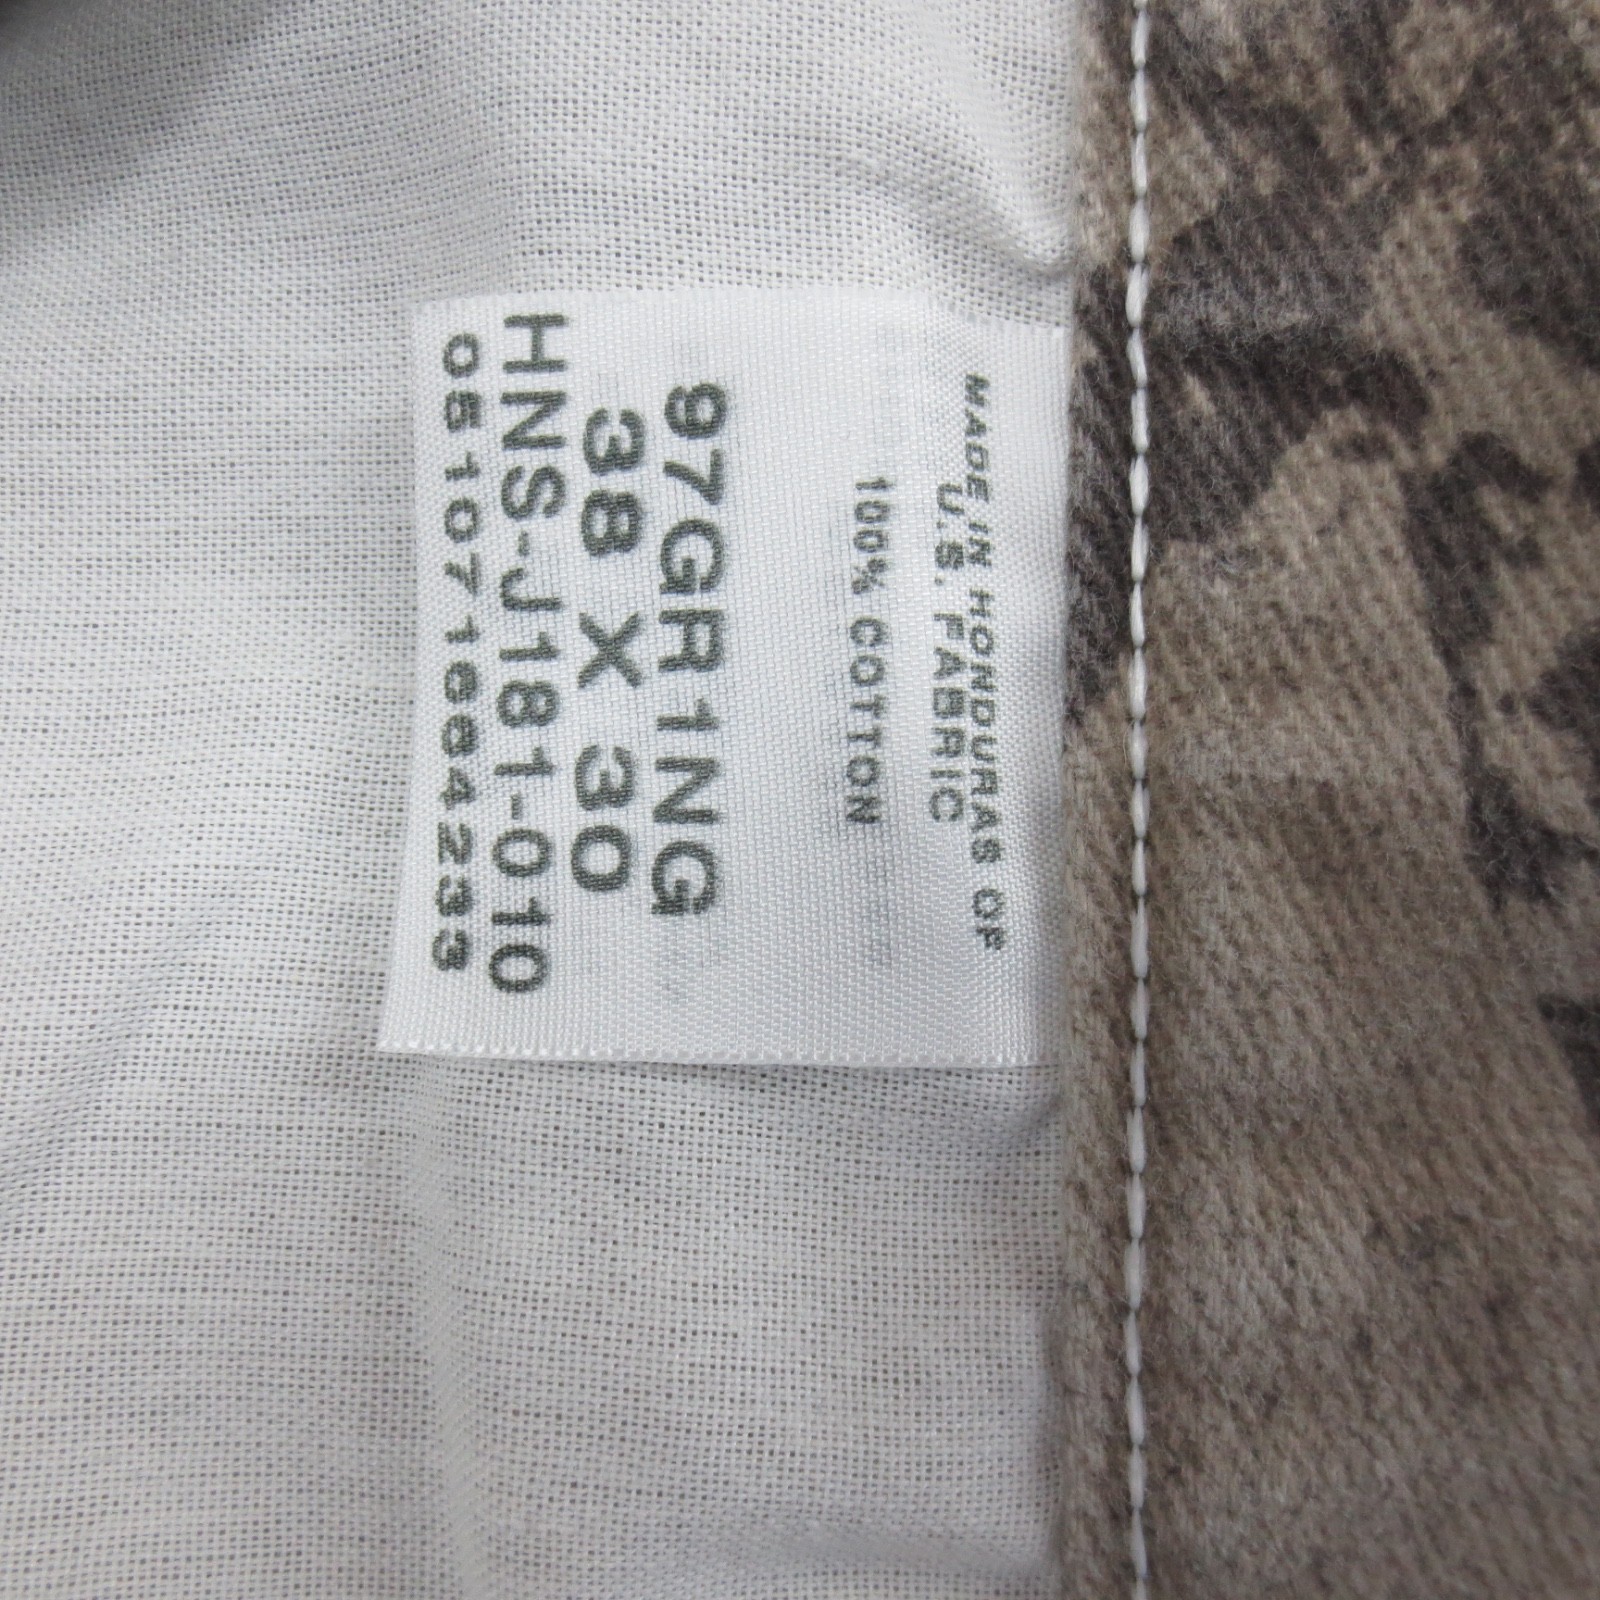 MADE IN HONDURAS OF
U.S. FABRIC
100% COTTON
97GR1NG
38 X 30
HNS-J181-010
051071684233